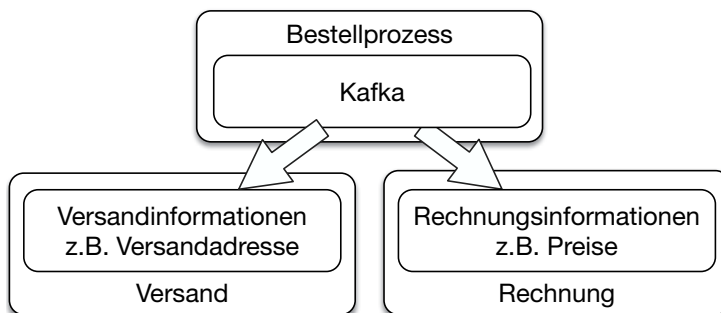 Bestellprozess
Kafka
Versandinformationen
z.B. Versandadresse
Versand
Rechnungsinformationen
z.B. Preise
Rechnung